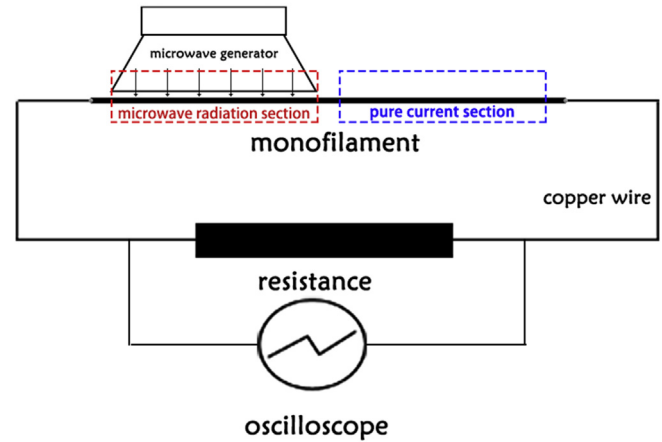 microwave generator
microwave radiation section
pure current section
monofilament
copper wire
resistance
oscilloscope